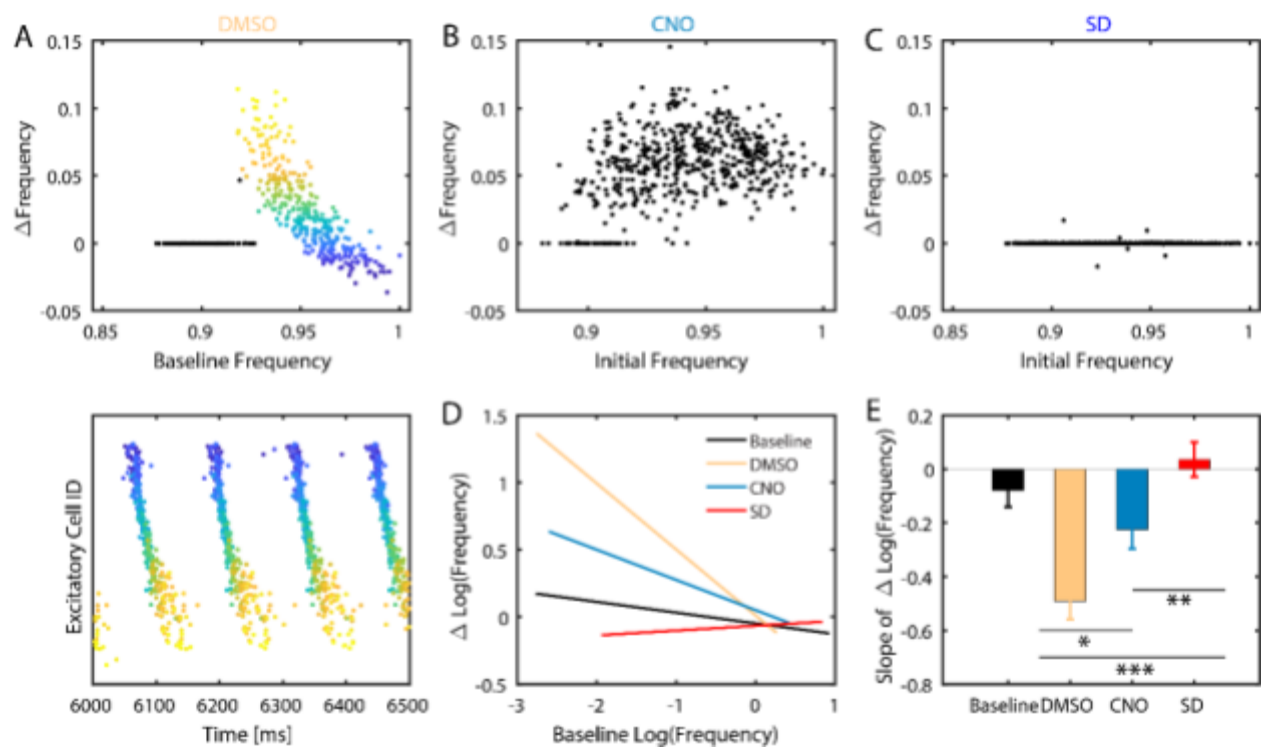 A
DMSO
0.15
0.1
0.05
0
-0.05
ΔFrequency
0.85
0.9
0.95
1
Baseline Frequency
B
CNO
0.15
0.1
0.05
0
-0.05
ΔFrequency
0.9
0.95
1
Initial Frequency
C
SD
0.15
0.1
0.05
0
-0.05
ΔFrequency
0.85
0.9
0.95
1
Initial Frequency
Excitatory Cell ID
6000
6100
6200
6300
6400
6500
Time [ms]
D
1.5
1
0.5
0
-0.5
Δ Log(Frequency)
Baseline
DMSO
CNO
SD
-3
-2
-1
0
1
Baseline Log(Frequency)
E
0.2
0
-0.2
-0.4
-0.6
-0.8
Slope of Δ Log(Frequency)
**
*
***
Baseline
DMSO
CNO
SD